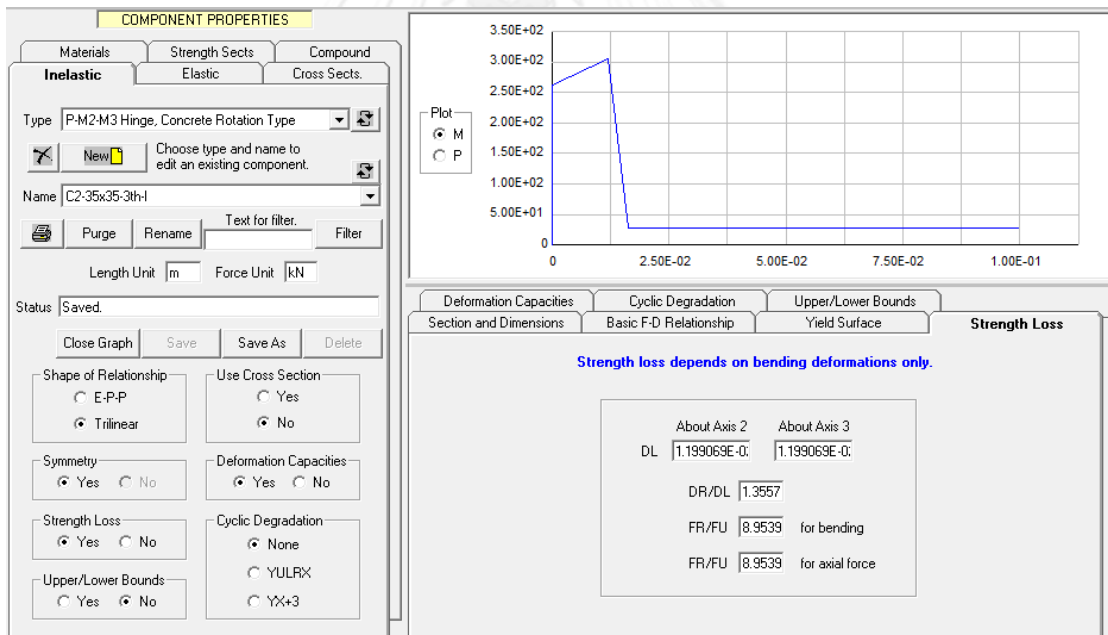 COMPONENT PROPERTIES
Materials Strength Sects Compound
Inelastic Elastic Cross Sects.
Type P-M2-M3 Hinge, Concrete Rotation Type
New Choose type and name to
edit an existing component.
Name C2-35x35-3th-I
Purge Rename Text for filter. Filter
Length Unit m Force Unit kN
Status Saved.
Close Graph Save Save As Delete
Shape of Relationship
E-P-P
Trilinear
Use Cross Section
Yes
No
Symmetry
Yes No
Deformation Capacities
Yes No
Strength Loss
Yes No
Cyclic Degradation
None
YULRX
YX+3
Upper/Lower Bounds
Yes No
Plot
M
P
3.50E+02
3.00E+02
2.50E+02
2.00E+02
1.50E+02
1.00E+02
5.00E+01
0
0 2.50E-02 5.00E-02 7.50E-02 1.00E-01
Deformation Capacities Cyclic Degradation Upper/Lower Bounds
Section and Dimensions Basic F-D Relationship Yield Surface Strength Loss
Strength loss depends on bending deformations only.
About Axis 2 About Axis 3
DL 1.199069E-0 1.199069E-0
DR/DL 1.3557
FR/FU 8.9539 for bending
FR/FU 8.9539 for axial force